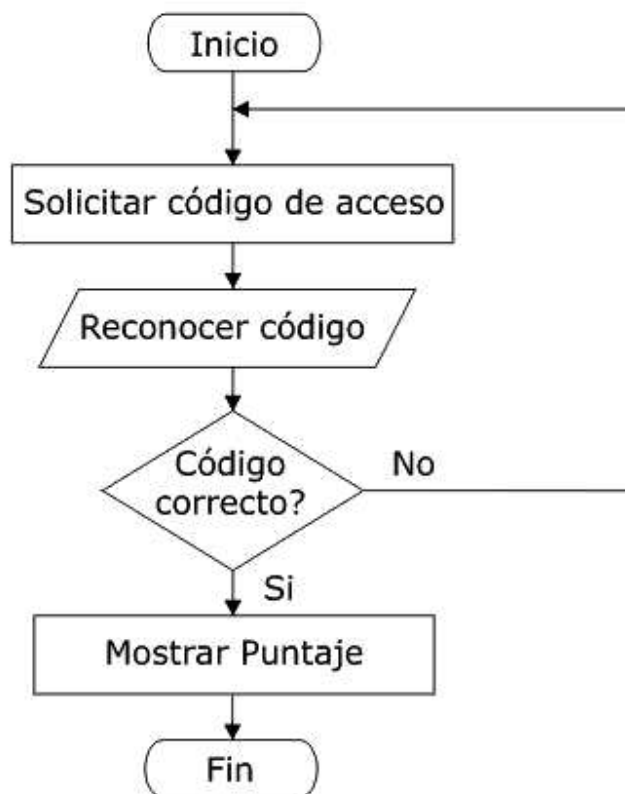 Inicio
Solicitar código de acceso
Reconocer código
Código
correcto?
No
Si
Mostrar Puntaje
Fin